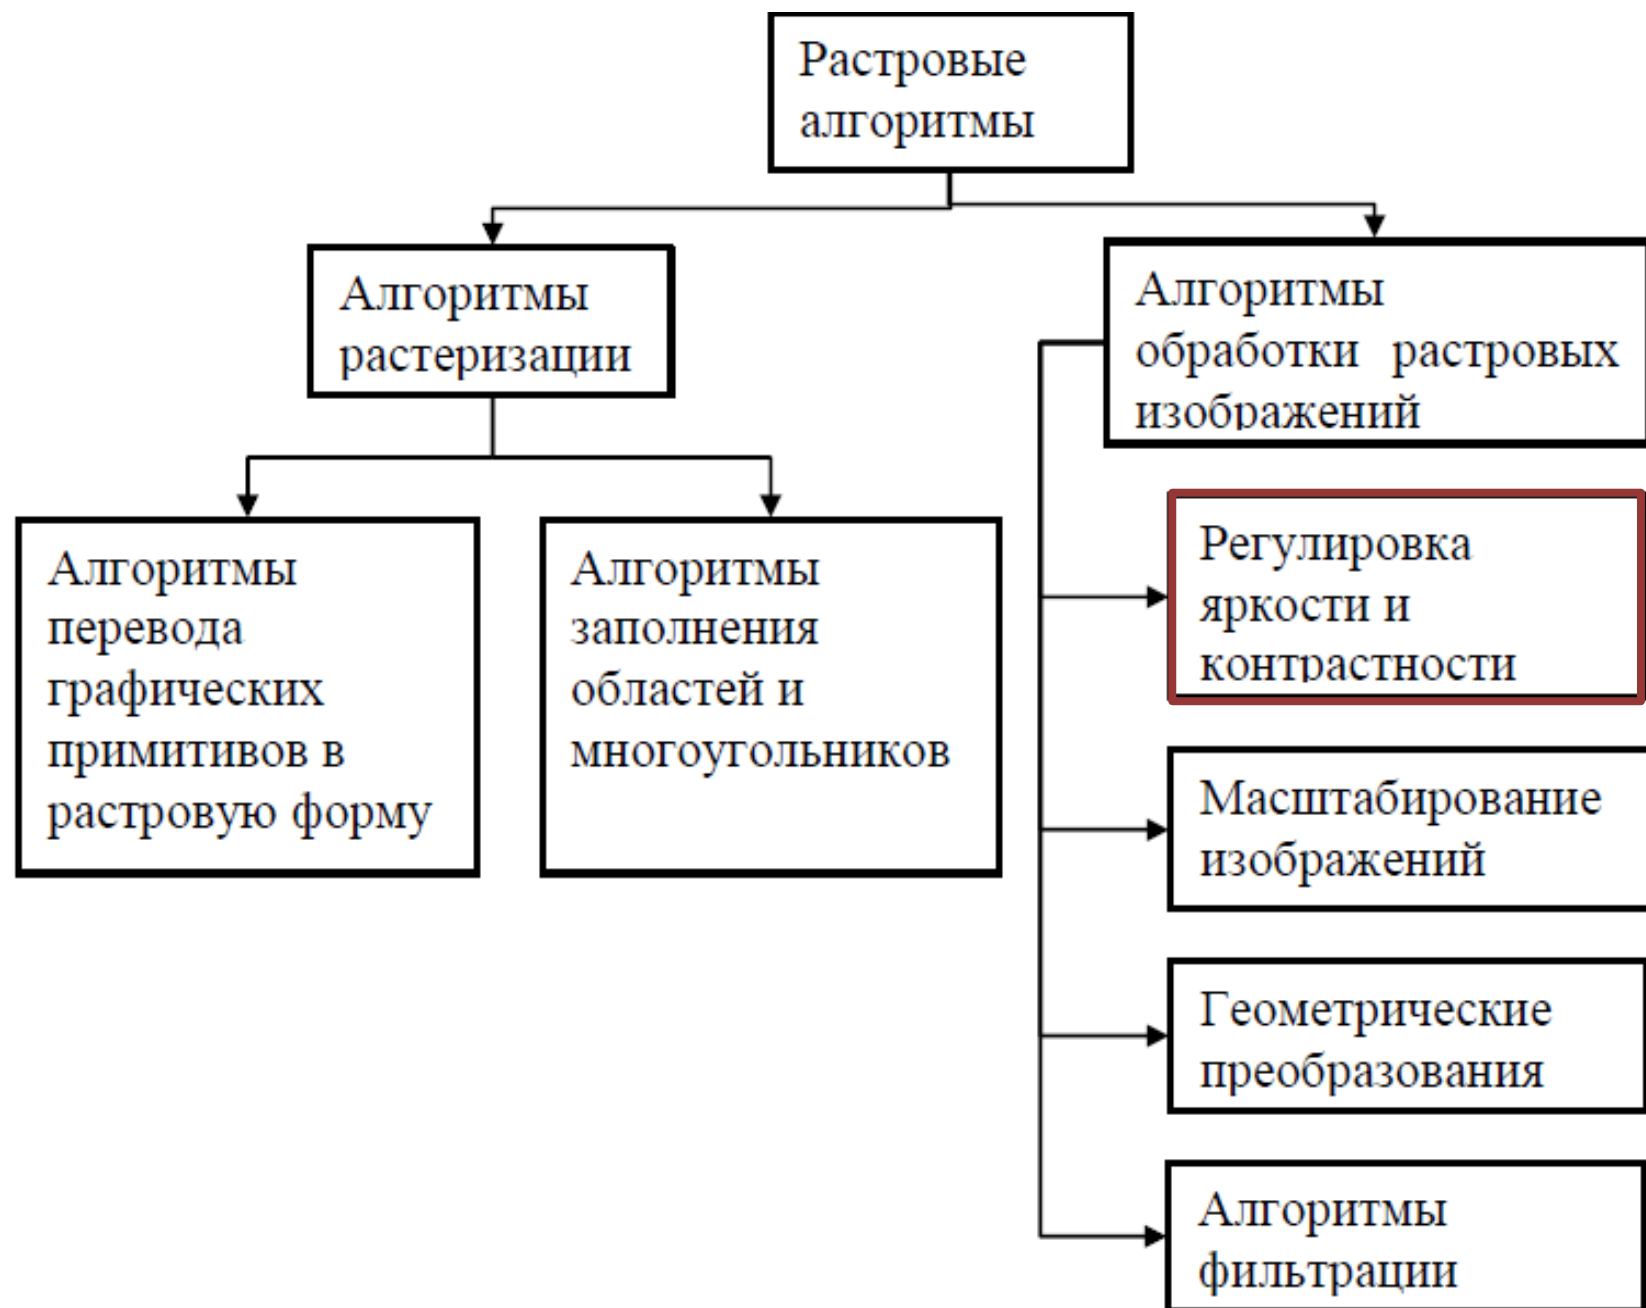 Растровые
алгоритмы
Алгоритмы
растеризации
Алгоритмы
обработки растровых
изображений
Алгоритмы
перевода
графических
примитивов в
растровую форму
Алгоритмы
заполнения
областей и
многоугольников
Регулировка
яркости и
контрастности
Масштабирование
изображений
Геометрические
преобразования
Алгоритмы
фильтрации